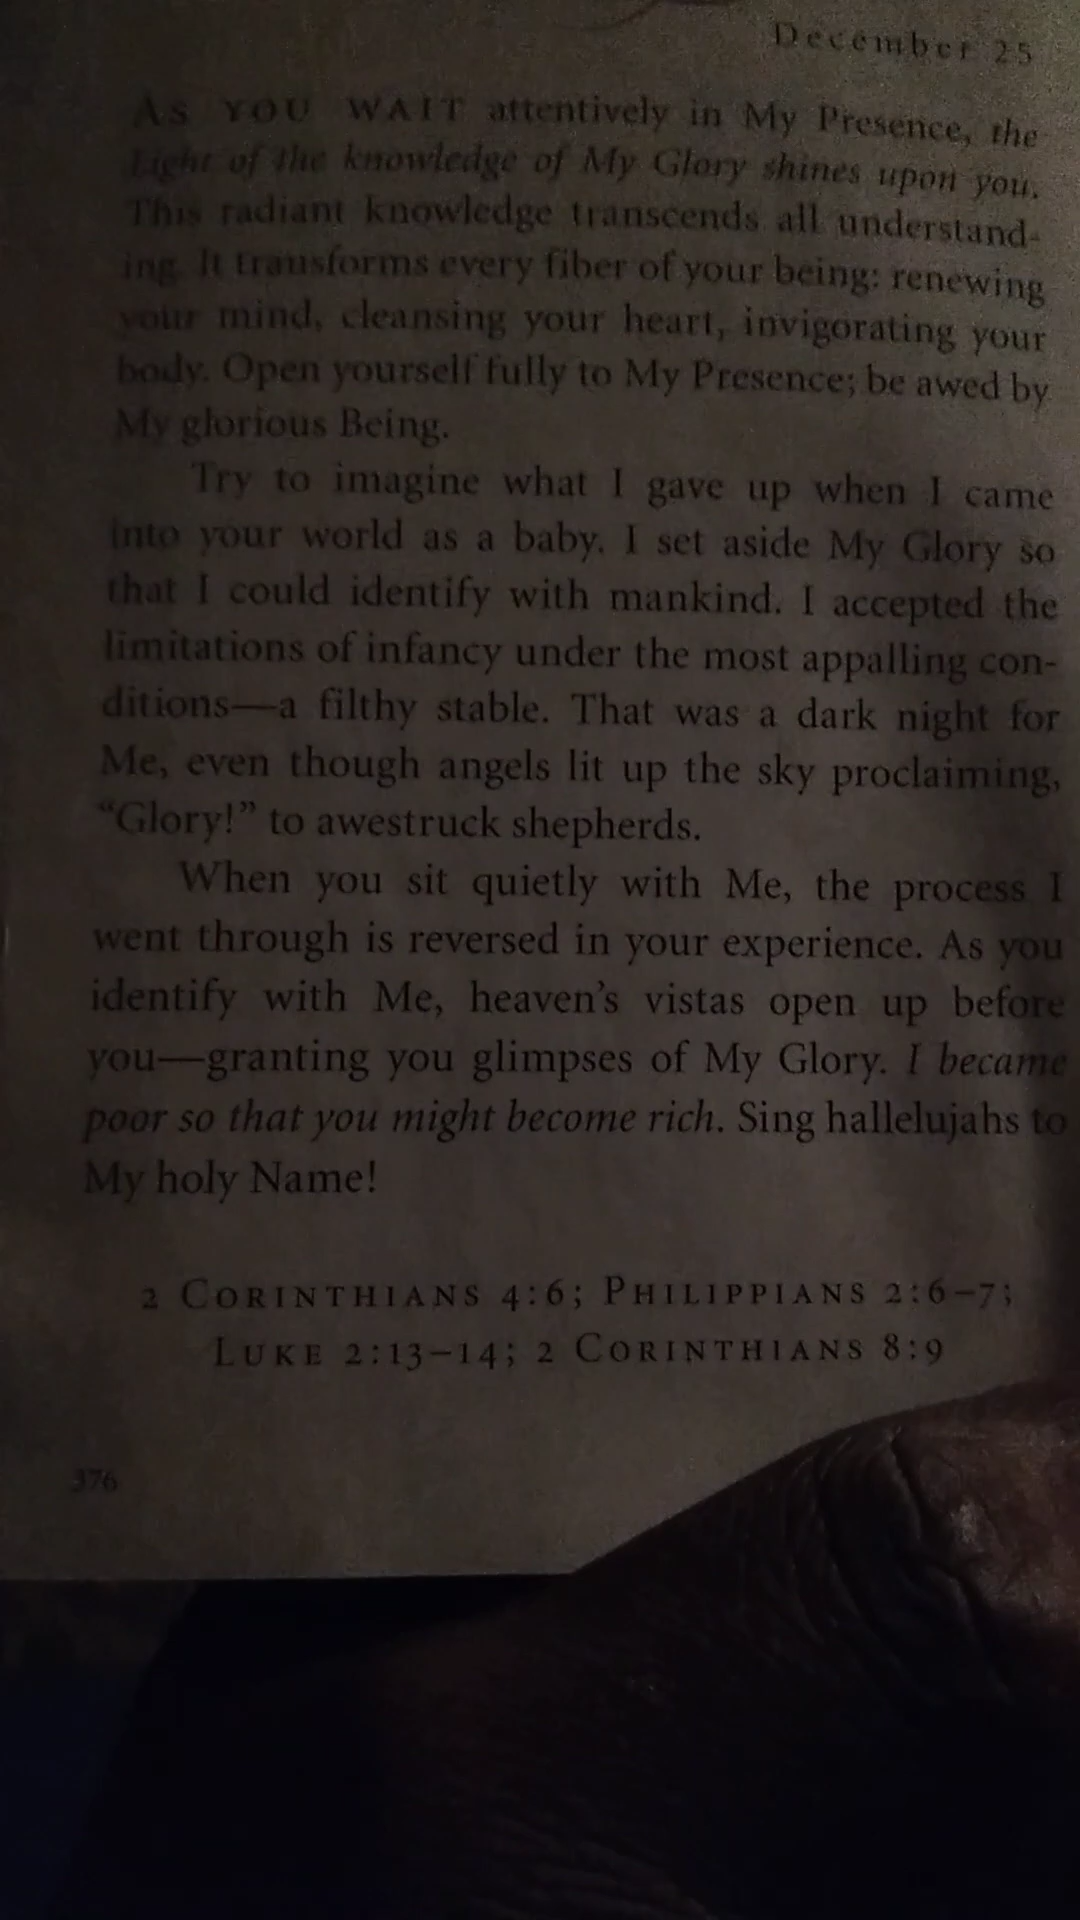 December 25
As you wait attentively in My Presence, the
Light of the knowledge of My Glory shines upon you.
This radiant knowledge transcends all understand-
ing. It transforms every fiber of your being: renewing
your mind, cleansing your heart, invigorating your
body. Open yourself fully to My Presence; be awed by
My glorious Being.
Try to imagine what I gave up when I came
into your world as a baby. I set aside My Glory so
that I could identify with mankind. I accepted the
limitations of infancy under the most appalling con-
ditions—a filthy stable. That was a dark night for
Me, even though angels lit up the sky proclaiming,
“Glory!” to awestruck shepherds.
When you sit quietly with Me, the process I
went through is reversed in your experience. As you
identify with Me, heaven’s vistas open up before
you—granting you glimpses of My Glory. I became
poor so that you might become rich. Sing hallelujahs to
My holy Name!
2 Corinthians 4:6; Philippians 2:6–7;
Luke 2:13–14; 2 Corinthians 8:9
376